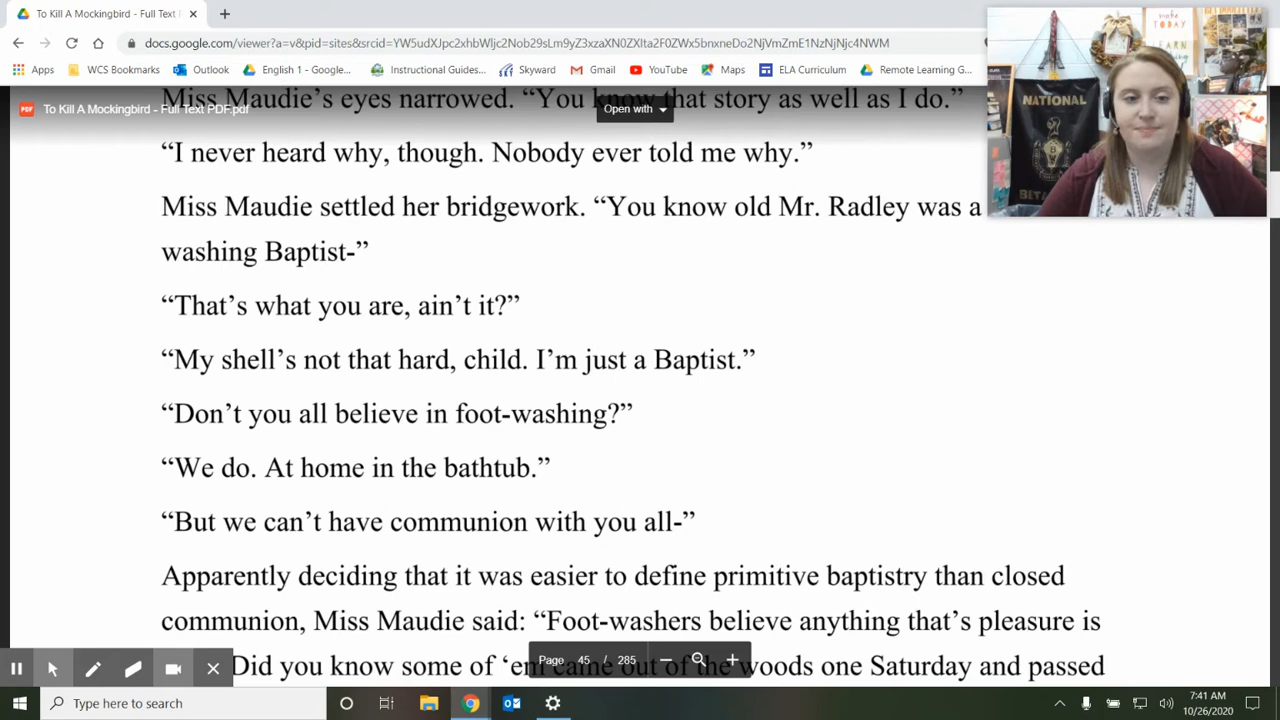 To Kill A Mockingbird - Full Text
docs.google.com/viewer?a=v&pid=sites&srcid=
Apps WCS Bookmarks Outlook English 1 - Google... Instructional Guides... Skyward Gmail YouTube Maps ELA Curriculum Remote Learning G...
Miss Maudie’s eyes narrowed. “You know that story as well as I do.”
To Kill A Mockingbird - Full Text PDF.pdf
Open with
“I never heard why, though. Nobody ever told me why.”
Miss Maudie settled her bridgework. “You know old Mr. Radley was a
washing Baptist-”
“That’s what you are, ain’t it?”
“My shell’s not that hard, child. I’m just a Baptist.”
“Don’t you all believe in foot-washing?”
“We do. At home in the bathtub.”
“But we can’t have communion with you all-”
Apparently deciding that it was easier to define primitive baptistry than closed
communion, Miss Maudie said: “Foot-washers believe anything that’s pleasure is
Did you know some of ‘em came out of the woods one Saturday and passed
Page 45 / 285
Type here to search
7:41 AM
10/26/2020
make
TODAY
LEARN
NATIONAL
BETA